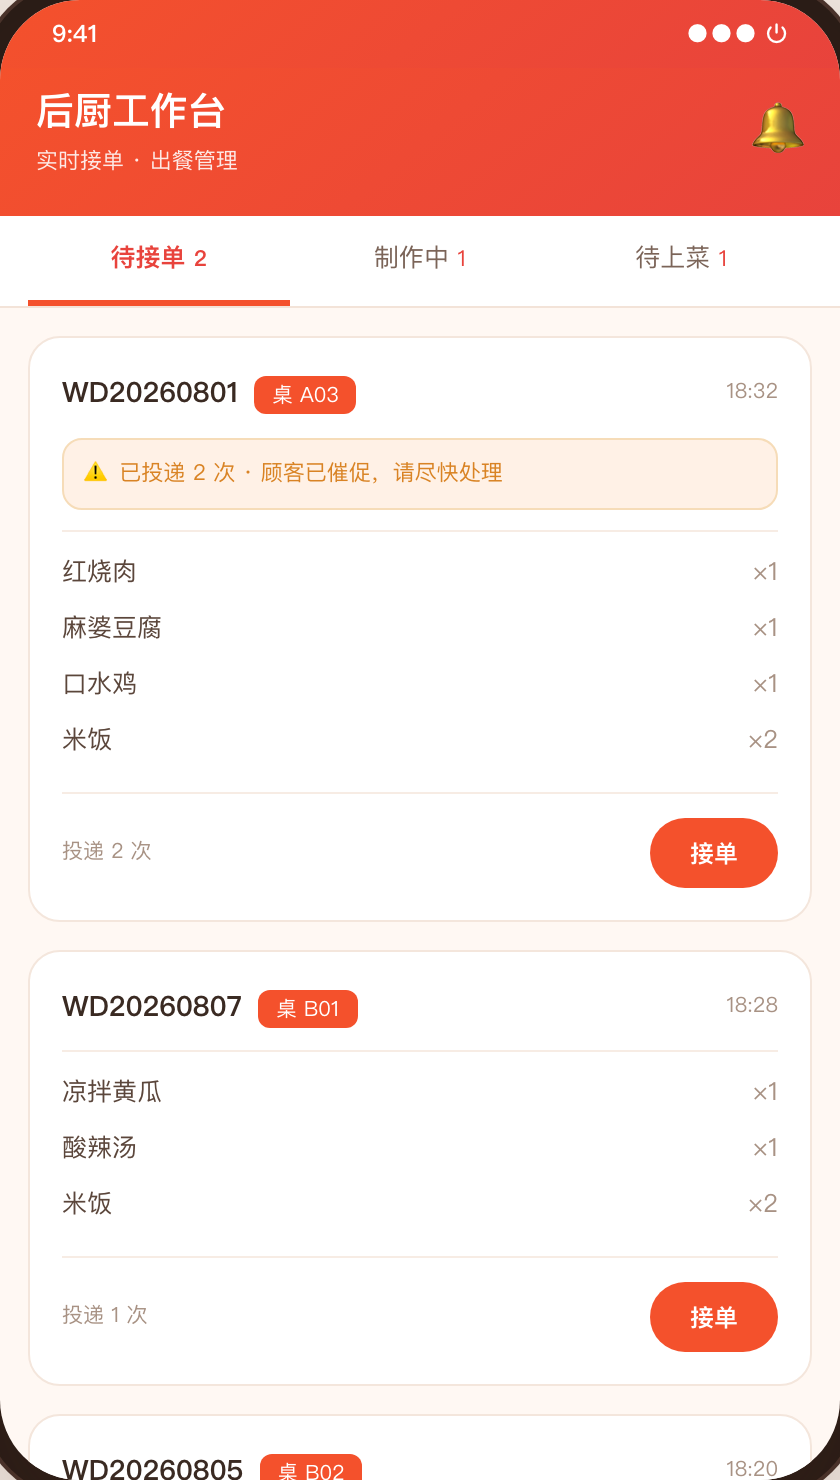 9:41
后厨工作台
实时接单 · 出餐管理
待接单 2
制作中 1
待上菜 1
WD20260801 桌 A03 18:32
已投递 2 次 · 顾客已催促，请尽快处理
红烧肉 ×1
麻婆豆腐 ×1
口水鸡 ×1
米饭 ×2
投递 2 次 接单
WD20260807 桌 B01 18:28
凉拌黄瓜 ×1
酸辣汤 ×1
米饭 ×2
投递 1 次 接单
WD20260805 桌 B02 18:20